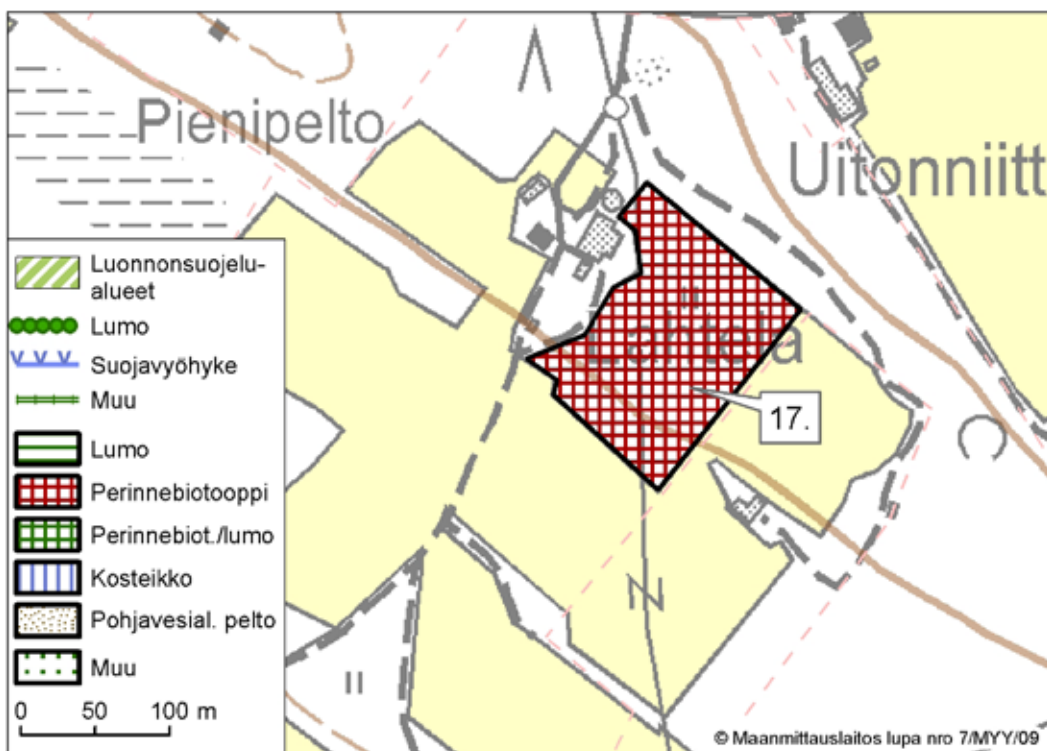 Pienipelto
Uitonniitt
Lehtelä
17.
Luonnonsuojelu-
alueet
Lumo
Suojavyöhyke
Muu
Lumo
Perinnebiotooppi
Perinnebiot./lumo
Kosteikko
Pohjavesial. pelto
Muu
0 50 100 m
© Maanmittauslaitos lupa nro 7/MYY/09